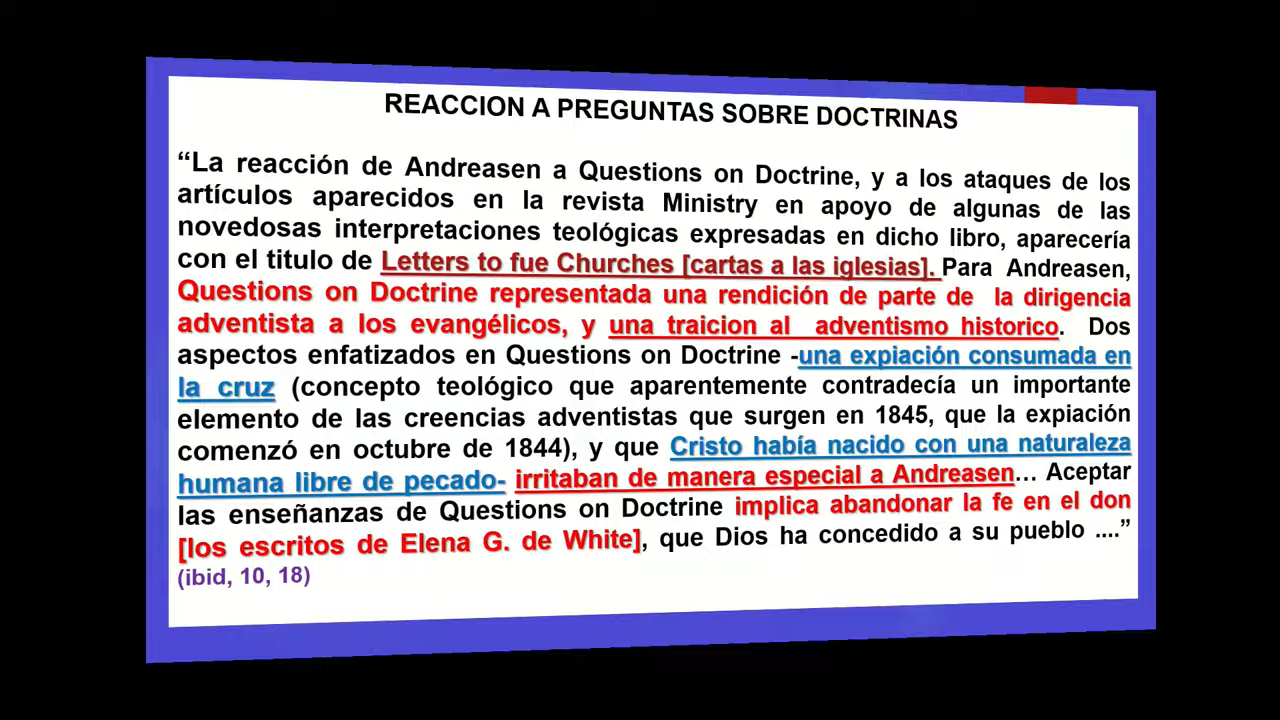 REACCION A PREGUNTAS SOBRE DOCTRINAS
“La reacción de Andreasen a Questions on Doctrine, y a los ataques de los
artículos aparecidos en la revista Ministry en apoyo de algunas de las
novedosas interpretaciones teológicas expresadas en dicho libro, aparecería
con el titulo de Letters to fue Churches [cartas a las iglesias]. Para Andreasen,
Questions on Doctrine representada una rendición de parte de la dirigencia
adventista a los evangélicos, y una traicion al adventismo historico. Dos
aspectos enfatizados en Questions on Doctrine -una expiación consumada en
la cruz (concepto teológico que aparentemente contradecía un importante
elemento de las creencias adventistas que surgen en 1845, que la expiación
comenzó en octubre de 1844), y que Cristo había nacido con una naturaleza
humana libre de pecado- irritaban de manera especial a Andreasen… Aceptar
las enseñanzas de Questions on Doctrine implica abandonar la fe en el don
[los escritos de Elena G. de White], que Dios ha concedido a su pueblo ....”
(ibid, 10, 18)